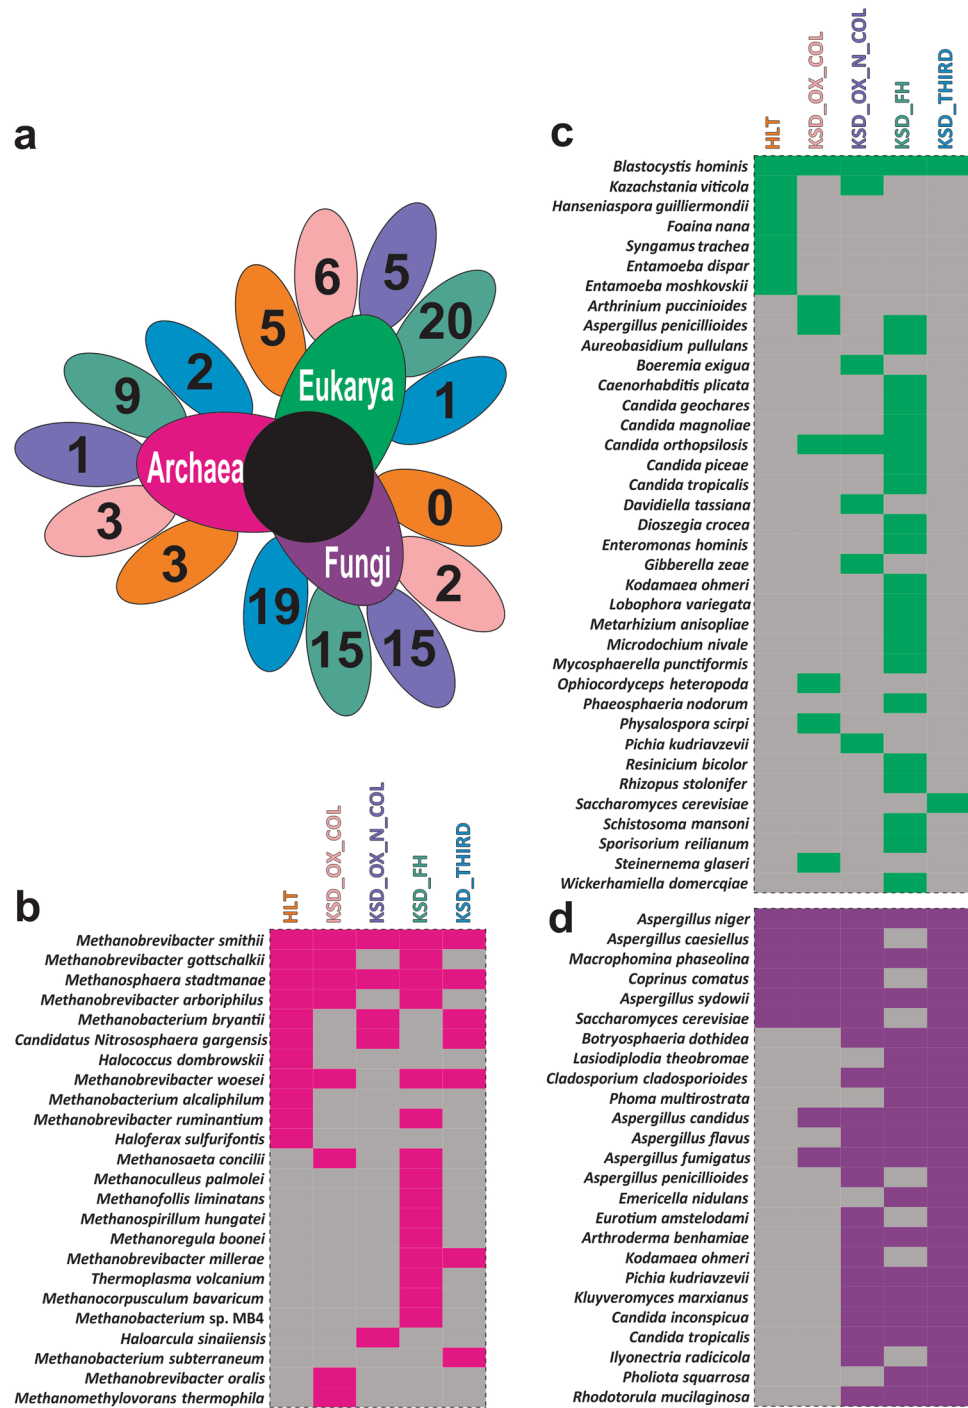 a
6
5
5
20
2
Eukarya
9
1
1
Archaea
0
3
Fungi
3
2
19
15
15
b
HLT
KSD_OX_COL
KSD_OX_N_COL
KSD_FH
KSD_THIRD
Methanobrevibacter smithii
Methanobrevibacter gottschalkii
Methanosphaera stadtmanae
Methanobrevibacter arboriphilus
Methanobacterium bryantii
Candidatus Nitrososphaera gargensis
Halococcus dombrowskii
Methanobrevibacter woesei
Methanobacterium alcaliphilum
Methanobrevibacter ruminantium
Haloferax sulfurifontis
Methanosaeta concilii
Methanoculleus palmolei
Methanofollis liminatans
Methanospirillum hungatei
Methanoregula boonei
Methanobrevibacter millerae
Thermoplasma volcanium
Methanocorpusculum bavaricum
Methanobacterium sp. MB4
Haloarcula sinaiiensis
Methanobacterium subterraneum
Methanobrevibacter oralis
Methanomethylovorans thermophila
c
HLT
KSD_OX_COL
KSD_OX_N_COL
KSD_FH
KSD_THIRD
Blastocystis hominis
Kazachstania viticola
Hanseniaspora guilliermondii
Foaina nana
Syngamus trachea
Entamoeba dispar
Entamoeba moshkovskii
Arthrinium puccinioides
Aspergillus penicillioides
Aureobasidium pullulans
Boeremia exigua
Caenorhabditis plicata
Candida geochares
Candida magnoliae
Candida orthopsilosis
Candida piceae
Candida tropicalis
Davidiella tassiana
Dioszegia crocea
Enteromonas hominis
Gibberella zeae
Kodamaea ohmeri
Lobophora variegata
Metarhizium anisopliae
Microdochium nivale
Mycosphaerella punctiformis
Ophiocordyceps heteropoda
Phaeosphaeria nodorum
Physalospora scirpi
Pichia kudriavzevii
Resinicium bicolor
Rhizopus stolonifer
Saccharomyces cerevisiae
Schistosoma mansoni
Sporisorium reilianum
Steinernema glaseri
Wickerhamiella domercqiae
d
Aspergillus niger
Aspergillus caesiellus
Macrophomina phaseolina
Coprinus comatus
Aspergillus sydowii
Saccharomyces cerevisiae
Botryosphaeria dothidea
Lasiodiplodia theobromae
Cladosporium cladosporioides
Phoma multirostrata
Aspergillus candidus
Aspergillus flavus
Aspergillus fumigatus
Aspergillus penicillioides
Emericella nidulans
Eurotium amstelodami
Arthroderma benhamiae
Kodamaea ohmeri
Pichia kudriavzevii
Kluyveromyces marxianus
Candida inconspicua
Candida tropicalis
Ilyonectria radicicola
Pholiota squarrosa
Rhodotorula mucilaginosa